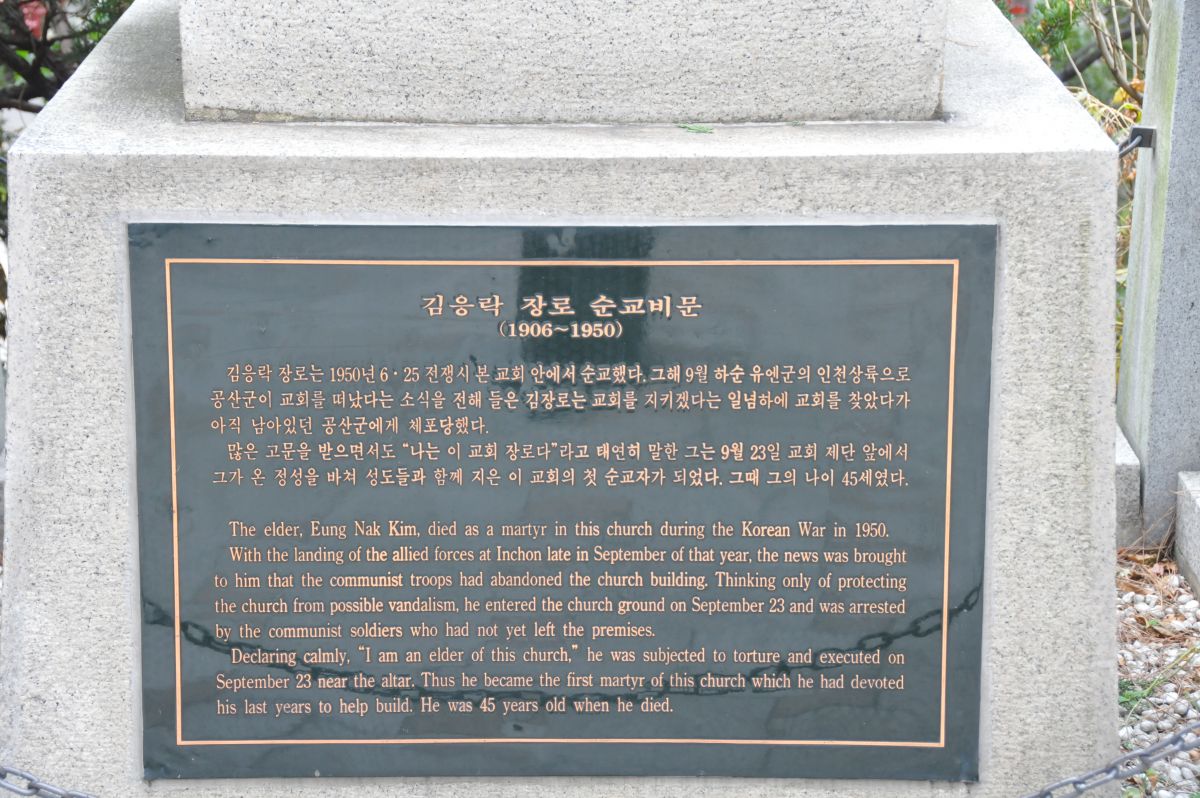 김응락 장로 순교비문
(1906~1950)
김응락 장로는 1950년 6·25 전쟁시 본 교회 안에서 순교했다. 그해 9월 하순 유엔군의 인천상륙으로
공산군이 교회를 떠났다는 소식을 전해 들은 김장로는 교회를 지키겠다는 일념하에 교회를 찾았다가
아직 남아있던 공산군에게 체포당했다.
많은 고문을 받으면서도 “나는 이 교회 장로다”라고 태연히 말한 그는 9월 23일 교회 제단 앞에서
그가 온 정성을 바쳐 성도들과 함께 지은 이 교회의 첫 순교자가 되었다. 그때 그의 나이 45세였다.
The elder, Eung Nak Kim, died as a martyr in this church during the Korean War in 1950.
With the landing of the allied forces at Inchon late in September of that year, the news was brought
to him that the communist troops had abandoned the church building. Thinking only of protecting
the church from possible vandalism, he entered the church ground on September 23 and was arrested
by the communist soldiers who had not yet left the premises.
Declaring calmly, “I am an elder of this church,” he was subjected to torture and executed on
September 23 near the altar. Thus he became the first martyr of this church which he had devoted
his last years to help build. He was 45 years old when he died.